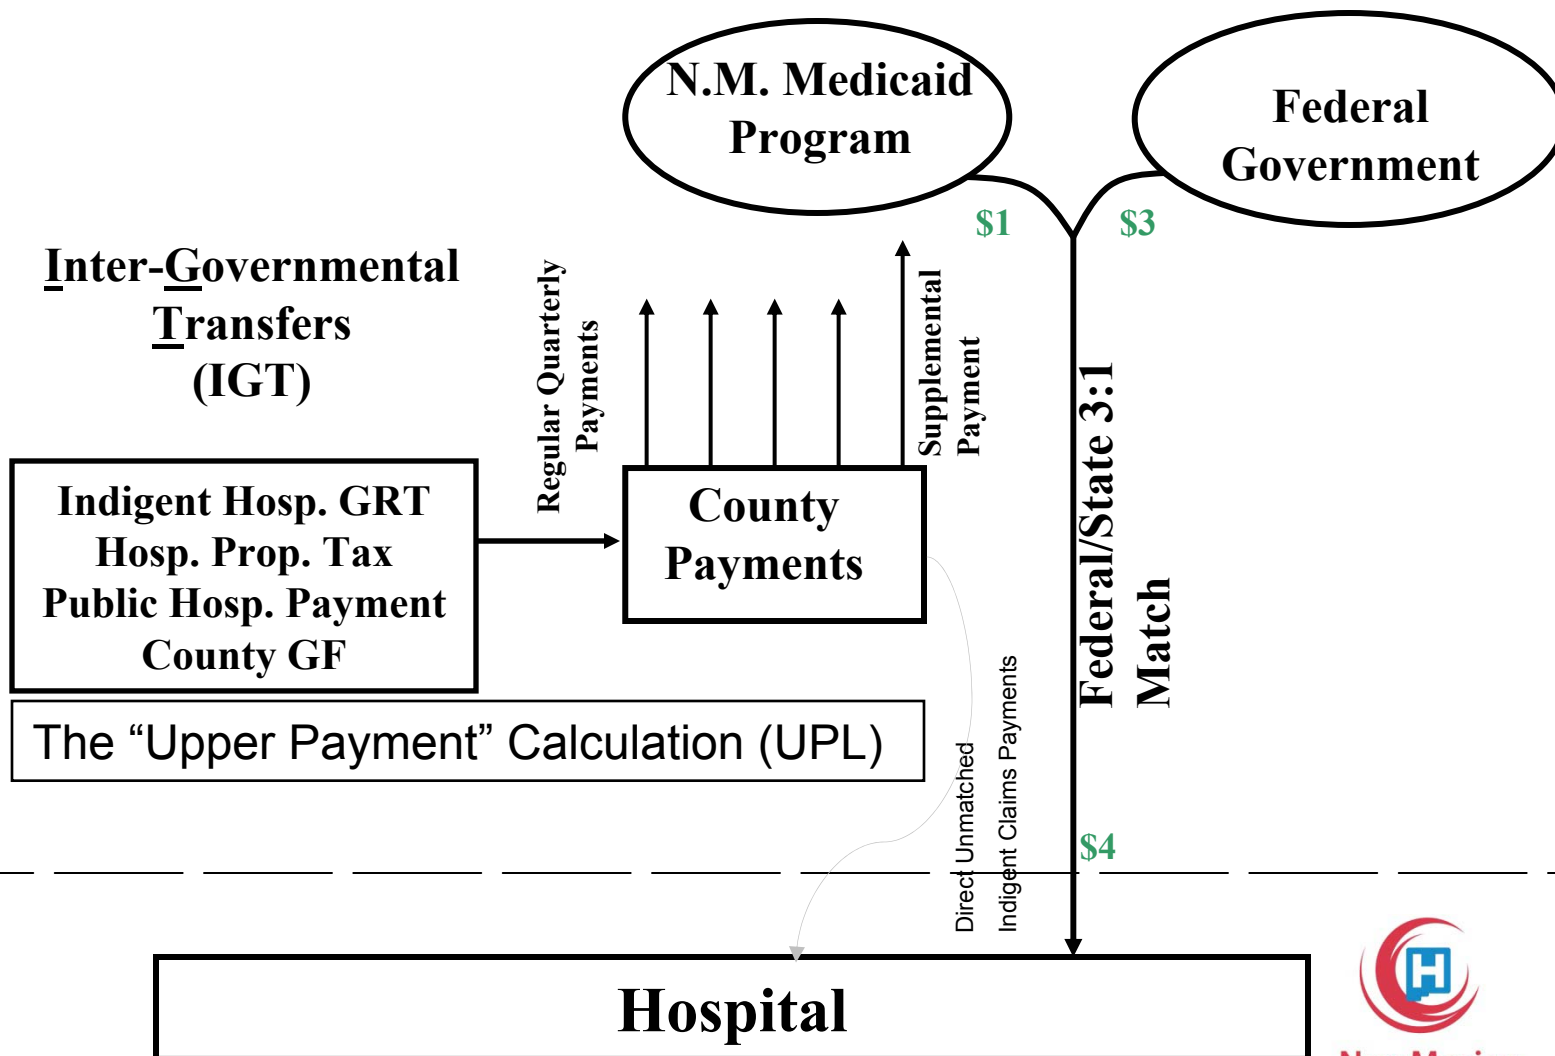 N.M. Medicaid
Program
Federal
Government
$1
$3
Inter-Governmental
Transfers
(IGT)
Regular Quarterly
Payments
Supplemental
Payment
Federal/State 3:1
Match
Indigent Hosp. GRT
Hosp. Prop. Tax
Public Hosp. Payment
County GF
County
Payments
The “Upper Payment” Calculation (UPL)
Direct Unmatched
Indigent Claims Payments
$4
Hospital
H